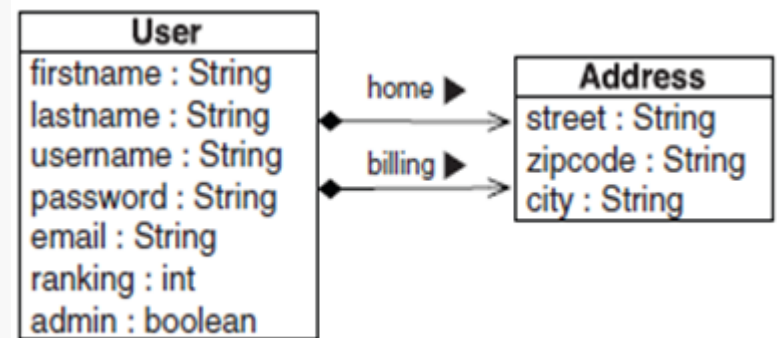 User
firstname : String
lastname : String
username : String
password : String
email : String
ranking : int
admin : boolean
home ▶
billing ▶
Address
street : String
zipcode : String
city : String